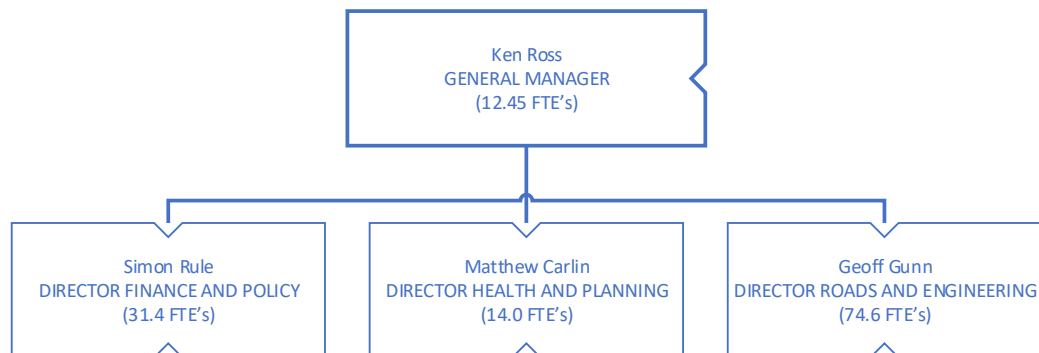 Ken Ross
GENERAL MANAGER
(12.45 FTE’s)
Simon Rule
DIRECTOR FINANCE AND POLICY
(31.4 FTE’s)
Matthew Carlin
DIRECTOR HEALTH AND PLANNING
(14.0 FTE’s)
Geoff Gunn
DIRECTOR ROADS AND ENGINEERING
(74.6 FTE’s)